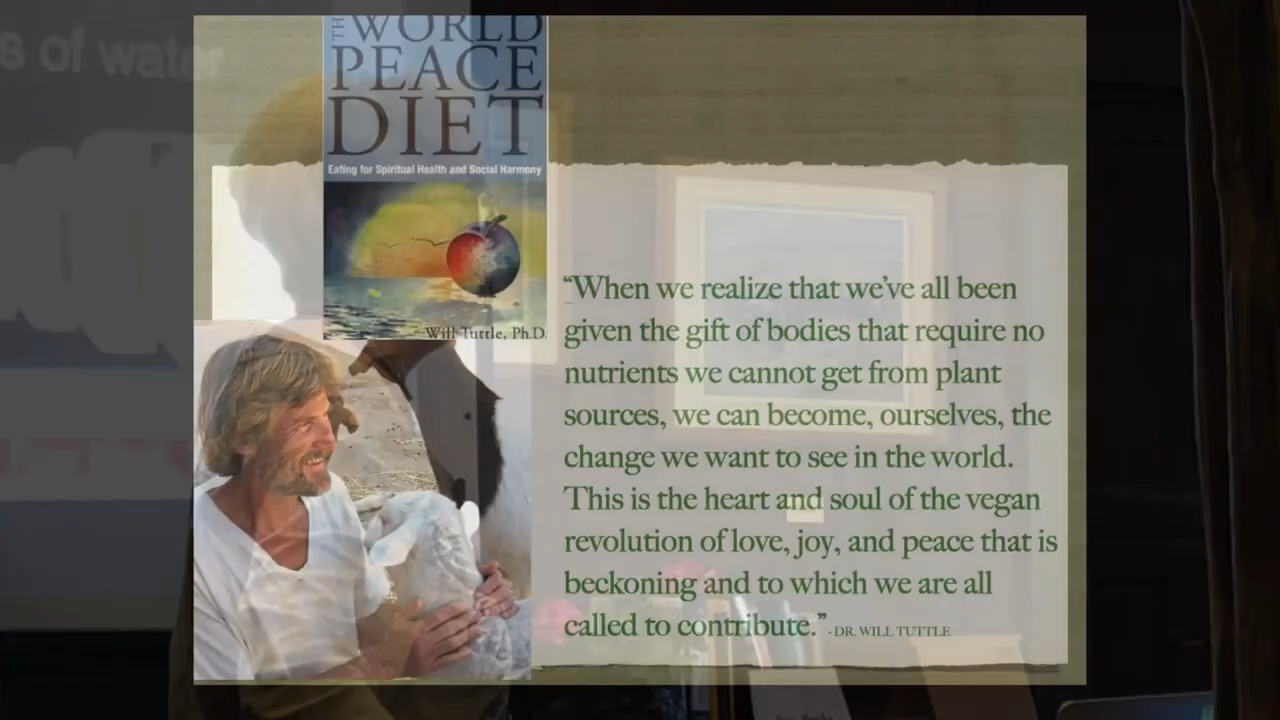 s of water
THE WORLD
PEACE
DIET
Eating for Spiritual Health and Social Harmony
Will Tuttle, Ph.D.
“When we realize that we’ve all been
given the gift of bodies that require no
nutrients we cannot get from plant
sources, we can become, ourselves, the
change we want to see in the world.
This is the heart and soul of the vegan
revolution of love, joy, and peace that is
beckoning and to which we are all
called to contribute.” - DR. WILL TUTTLE